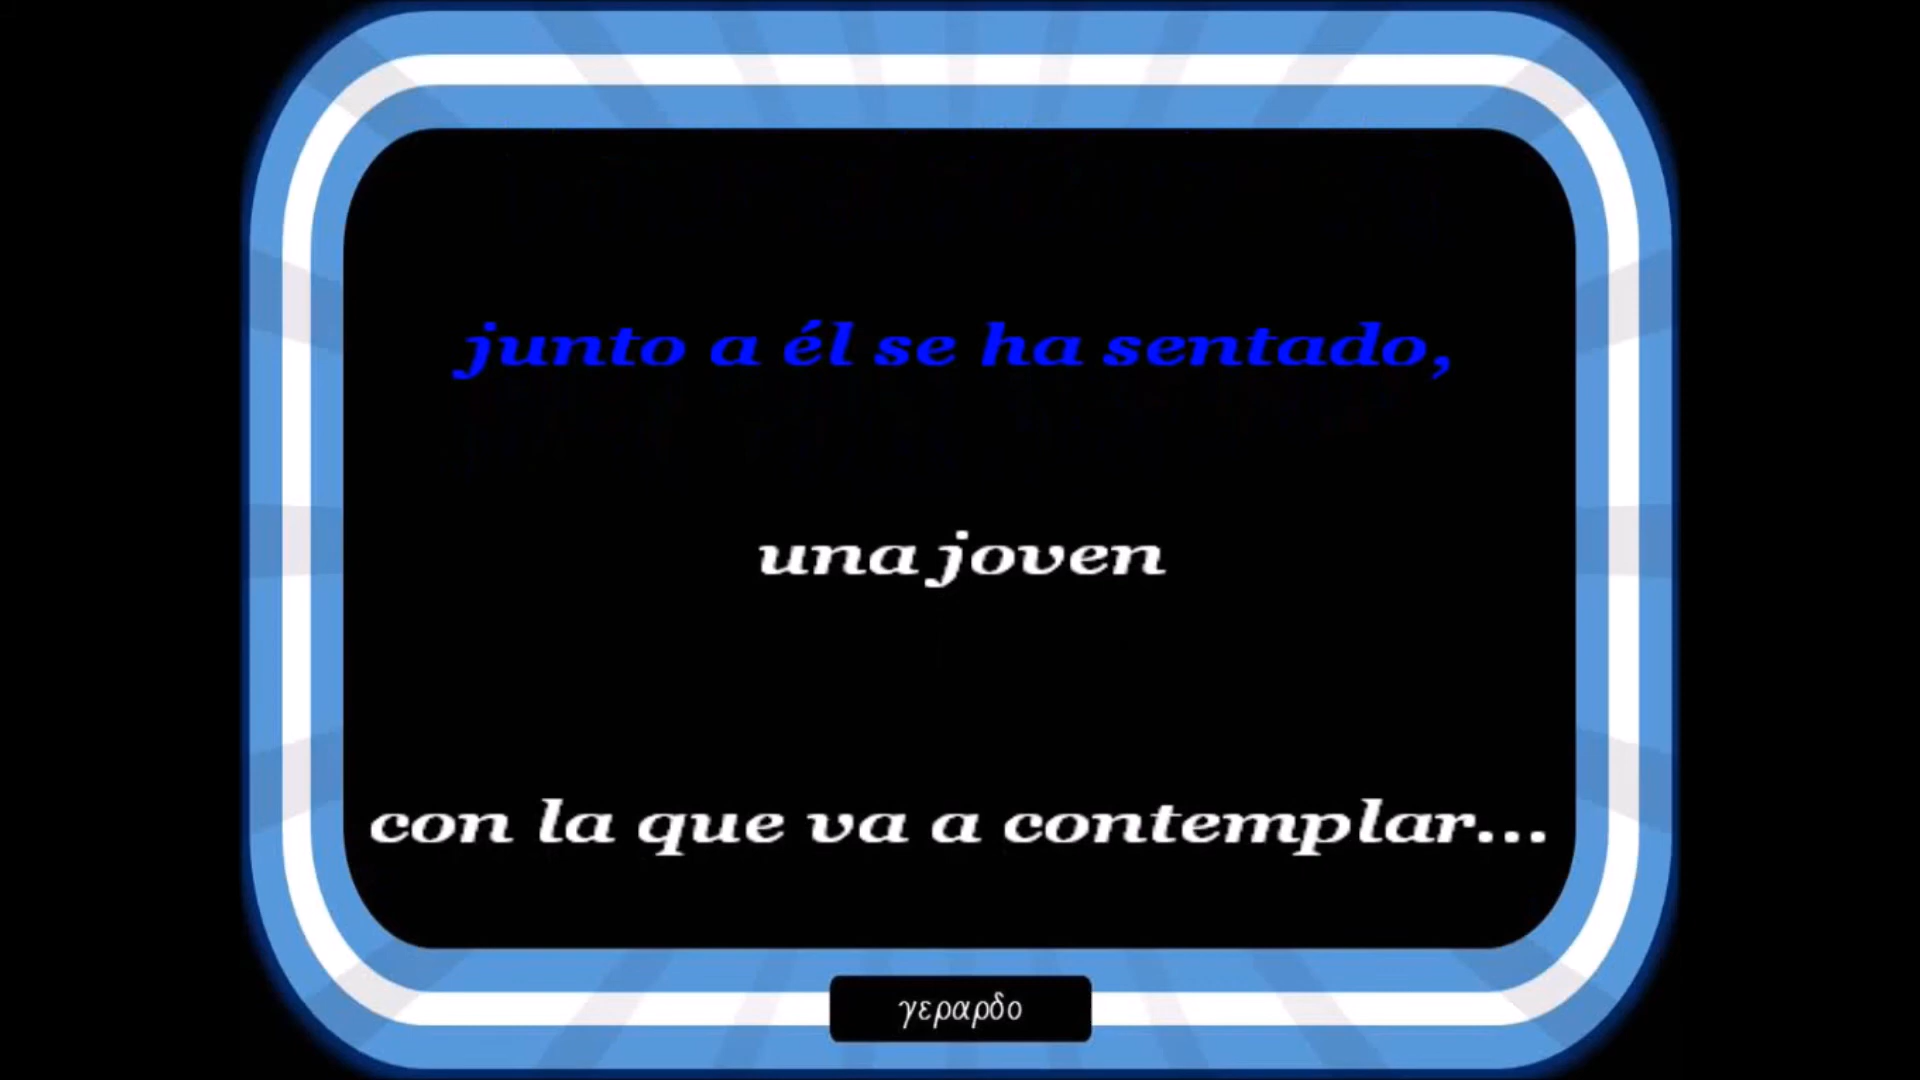 junto a él se ha sentado,
una joven
con la que va a contemplar...
γεραρδο